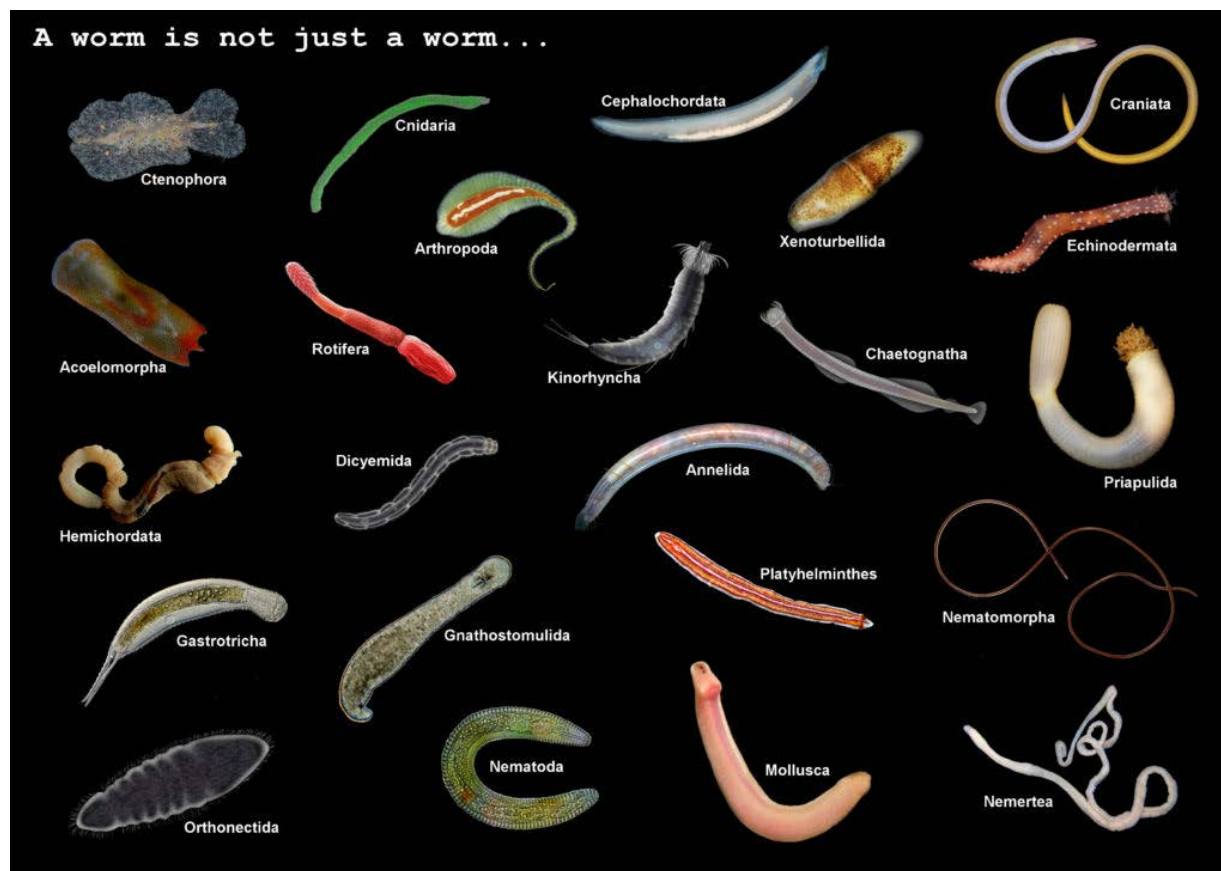 A worm is not just a worm...
Cephalochordata
Craniata
Cnidaria
Ctenophora
Arthropoda
Xenoturbellida
Echinodermata
Acoelomorpha
Rotifera
Kinorhyncha
Chaetognatha
Priapulida
Hemichordata
Dicyemida
Annelida
Platyhelminthes
Nematomorpha
Gastrotricha
Gnathostomulida
Orthonectida
Nematoda
Mollusca
Nemertea